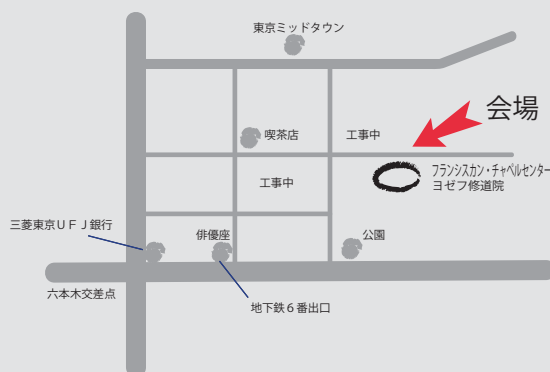 東京ミッドタウン
会場
喫茶店
工事中
フランシスカン・チャペルセンター
ヨゼフ修道院
工事中
三菱東京ＵＦＪ銀行
俳優座
公園
六本木交差点
地下鉄６番出口